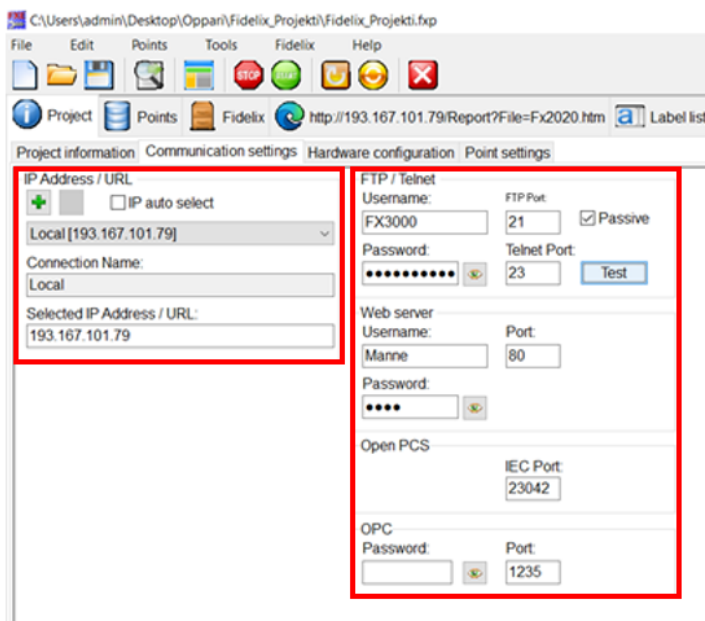 C:\Users\admin\Desktop\Oppari\Fidelix_Projekti\Fidelix_Projekti.fxp
File Edit Points Tools Fidelix Help
STOP START
Project Points Fidelix http://193.167.101.79/Report?File=Fx2020.htm a Label list
Project information Communication settings Hardware configuration Point settings
IP Address / URL
IP auto select
Local [193.167.101.79]
Connection Name:
Local
Selected IP Address / URL:
193.167.101.79
FTP / Telnet
Username: FTP Port:
FX3000 21 Passive
Password: Telnet Port:
•••••••••• 23 Test
Web server
Username: Port:
Manne 80
Password:
••••
Open PCS
IEC Port:
23042
OPC
Password: Port:
1235